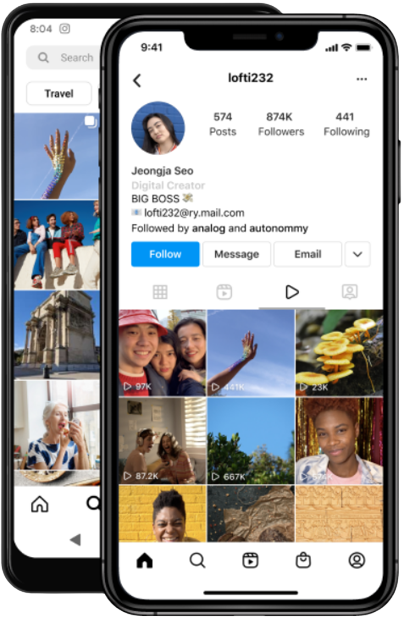 8:04
Search
Travel
9:41
lofti232
574 874K 441
Posts Followers Following
Jeongja Seo
Digital Creator
BIG BOSS
lofti232@ry.mail.com
Followed by analog and autonommy
Follow Message Email
97K 441K 23K
87.2K 667K